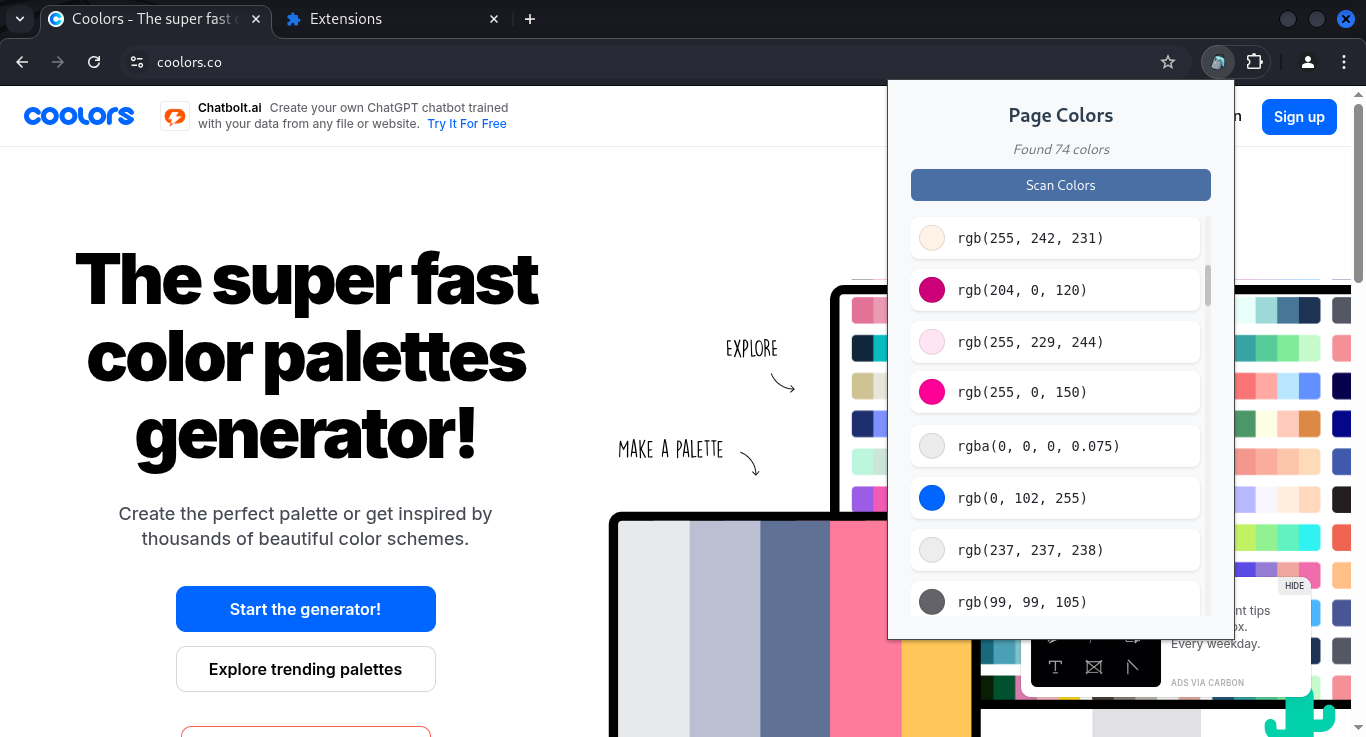 Coolors - The super fast c
Extensions
coolors.co
coolors
Chatbolt.ai Create your own ChatGPT chatbot trained
with your data from any file or website. Try It For Free
n
Sign up
Page Colors
Found 74 colors
Scan Colors
rgb(255, 242, 231)
rgb(204, 0, 120)
rgb(255, 229, 244)
rgb(255, 0, 150)
rgba(0, 0, 0, 0.075)
rgb(0, 102, 255)
rgb(237, 237, 238)
rgb(99, 99, 105)
The super fast
color palettes
generator!
Create the perfect palette or get inspired by
thousands of beautiful color schemes.
Start the generator!
Explore trending palettes
EXPLORE
MAKE A PALETTE
HIDE
nt tips
ox.
Every weekday.
ADS VIA CARBON